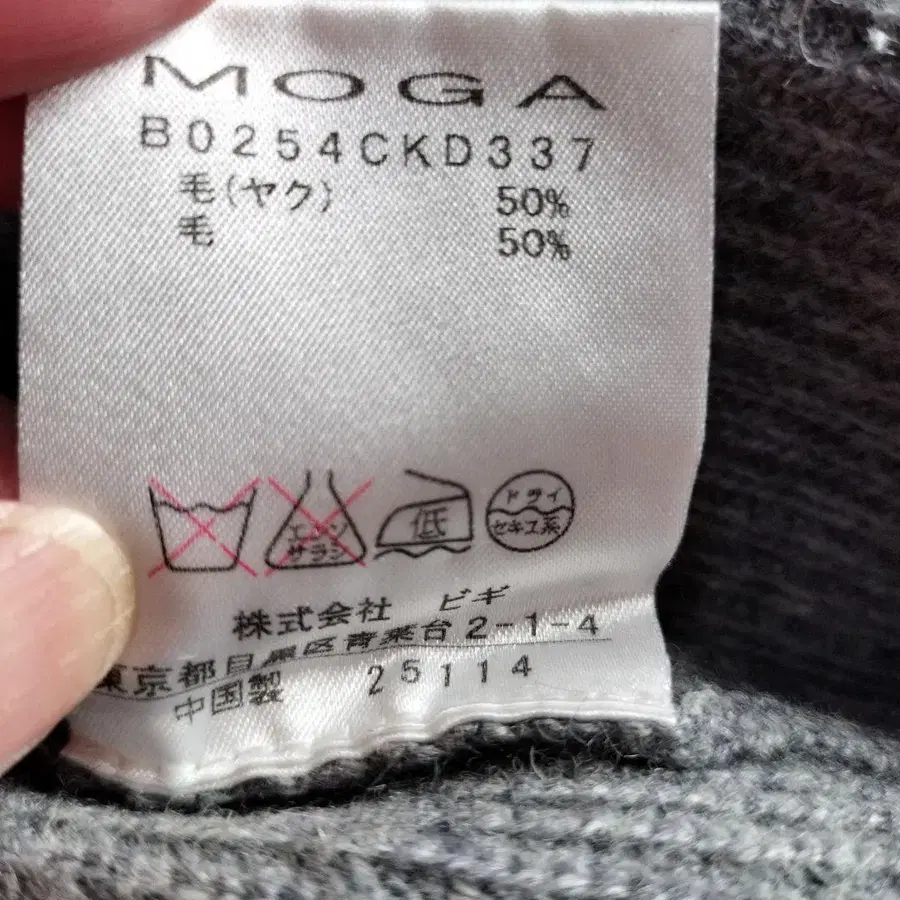 MOGA
B0254CKD337
毛(ヤク) 50%
毛 50%
エンソ
サラシ
低
ドライ
セキユ系
株式会社 ビギ
東京都目黒区青葉台2-1-4
中国製 25114